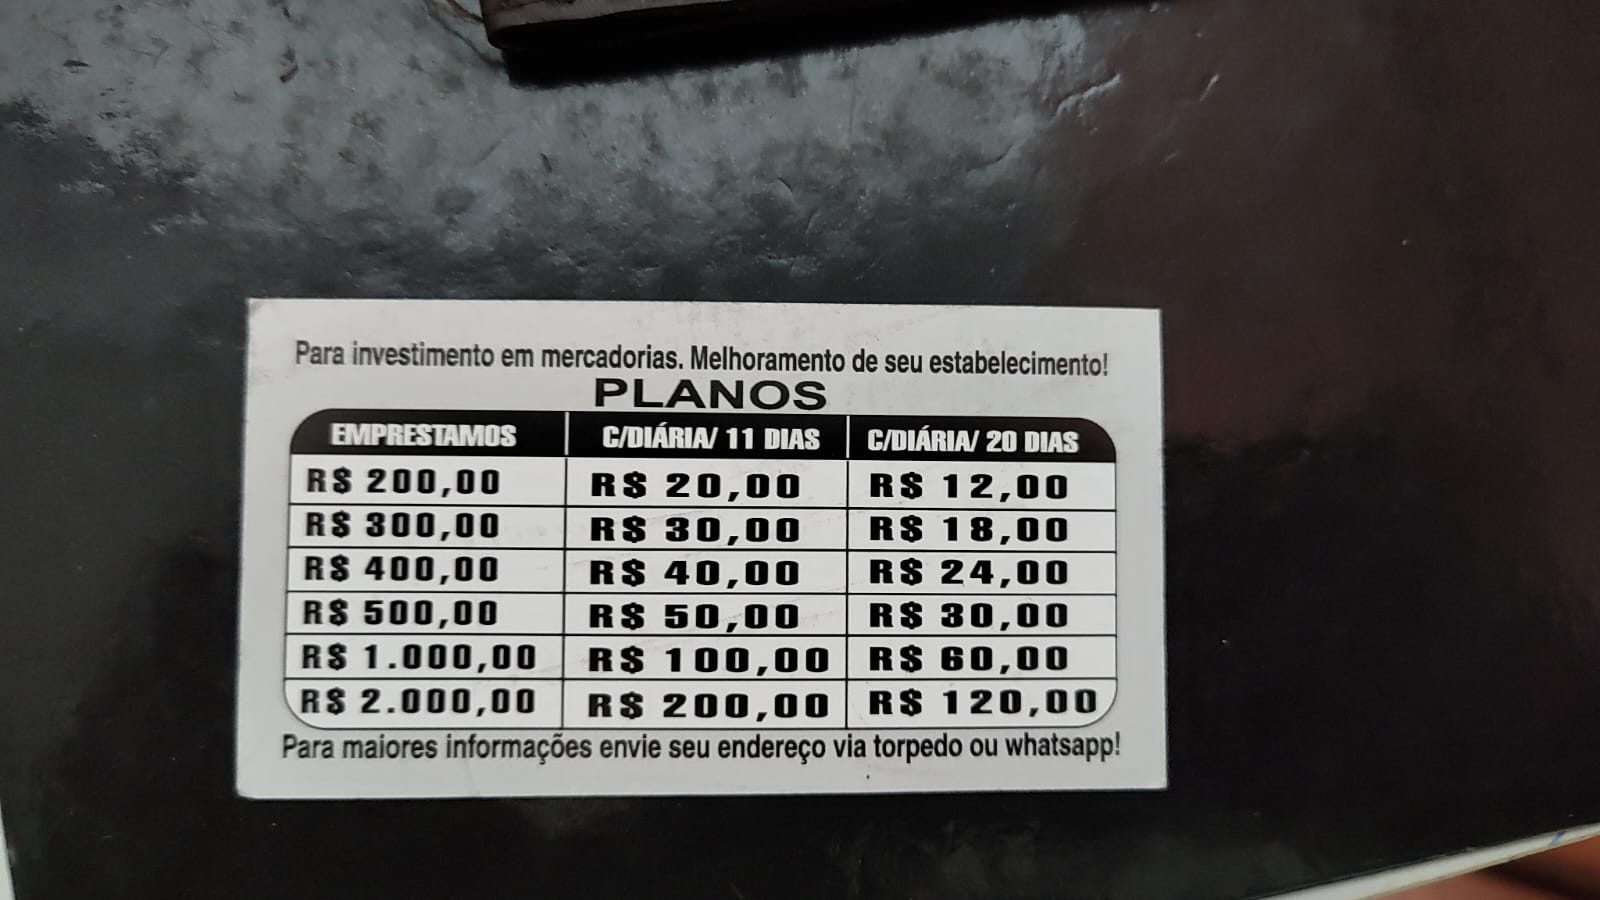 Para investimento em mercadorias. Melhoramento de seu estabelecimento!
PLANOS
EMPRESTAMOS C/DIÁRIA/ 11 DIAS C/DIÁRIA/ 20 DIAS
R$ 200,00 R$ 20,00 R$ 12,00
R$ 300,00 R$ 30,00 R$ 18,00
R$ 400,00 R$ 40,00 R$ 24,00
R$ 500,00 R$ 50,00 R$ 30,00
R$ 1.000,00 R$ 100,00 R$ 60,00
R$ 2.000,00 R$ 200,00 R$ 120,00
Para maiores informações envie seu endereço via torpedo ou whatsapp!